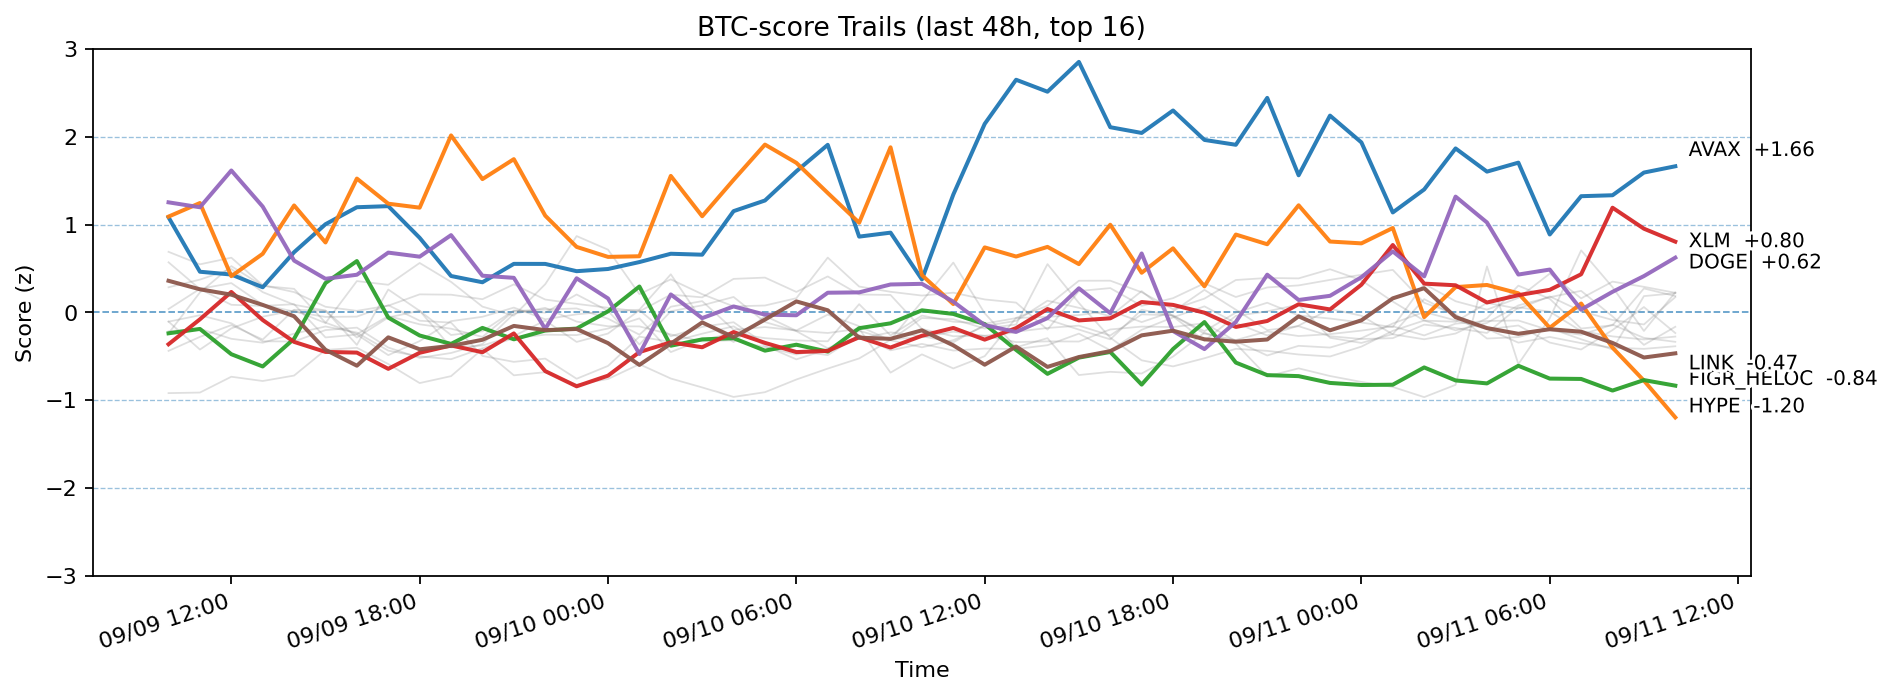 BTC-score Trails (last 48h, top 16)
Score (z)
3
2
1
0
−1
−2
−3
AVAX +1.66
XLM +0.80
DOGE +0.62
LINK -0.47
FIGR_HELOC -0.84
HYPE -1.20
09/09 12:00
09/09 18:00
09/10 00:00
09/10 06:00
09/10 12:00
09/10 18:00
09/11 00:00
09/11 06:00
09/11 12:00
Time